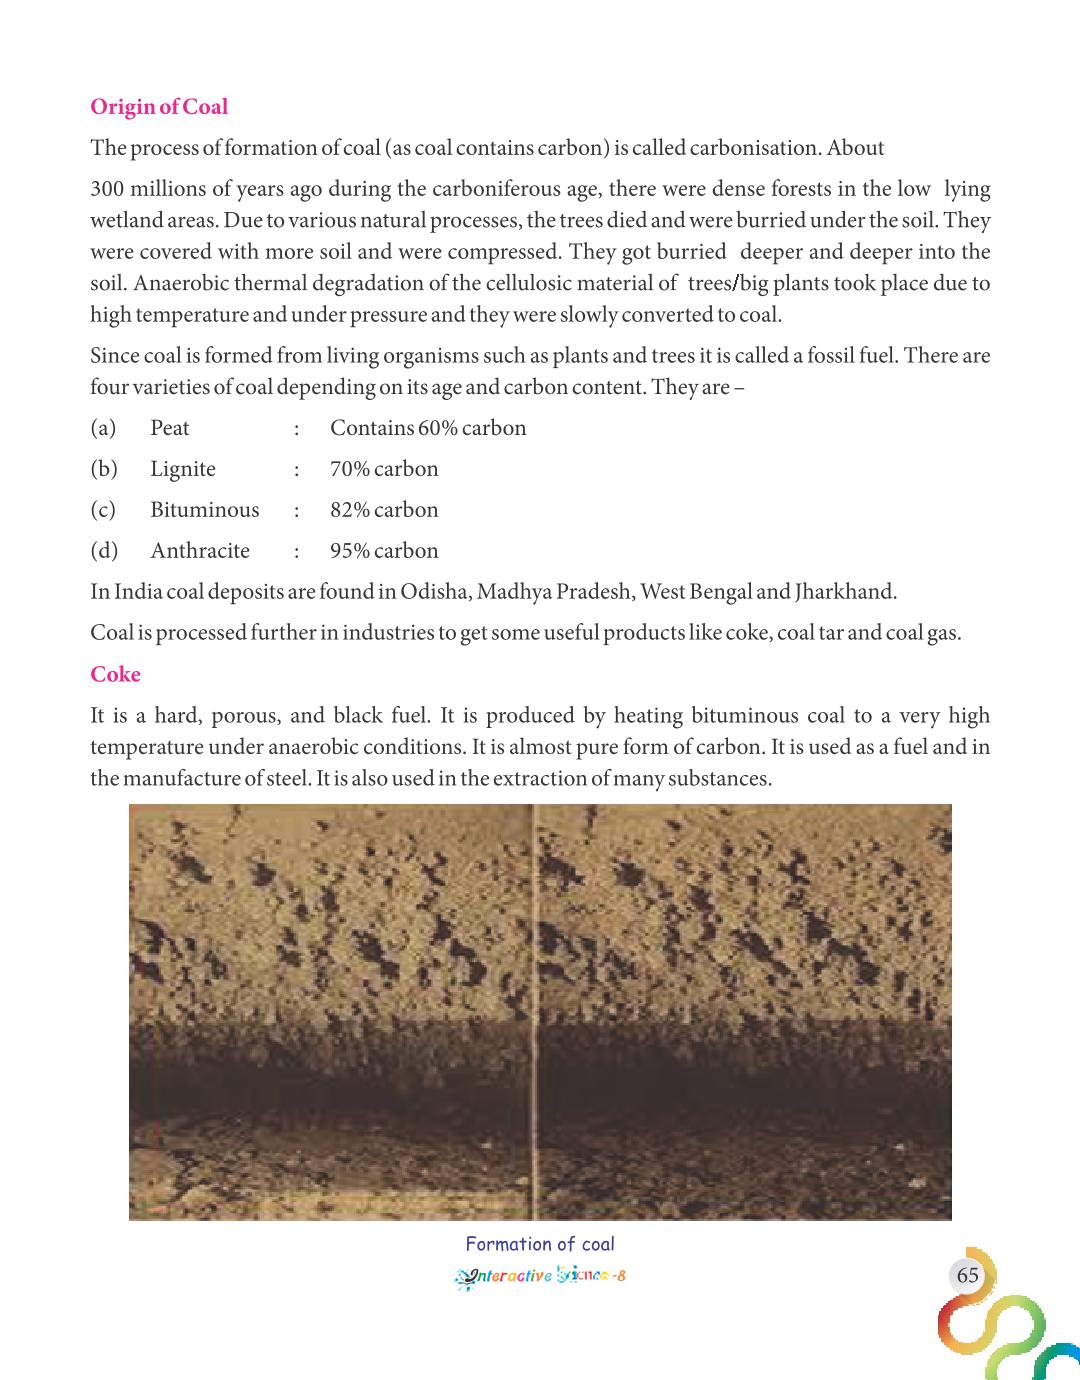 Origin of Coal
The process of formation of coal (as coal contains carbon) is called carbonisation. About
300 millions of years ago during the carboniferous age, there were dense forests in the low lying
wetland areas. Due to various natural processes, the trees died and were burried under the soil. They
were covered with more soil and were compressed. They got burried deeper and deeper into the
soil. Anaerobic thermal degradation of the cellulosic material of trees/big plants took place due to
high temperature and under pressure and they were slowly converted to coal.
Since coal is formed from living organisms such as plants and trees it is called a fossil fuel. There are
four varieties of coal depending on its age and carbon content. They are –
(a) Peat : Contains 60% carbon
(b) Lignite : 70% carbon
(c) Bituminous : 82% carbon
(d) Anthracite : 95% carbon
In India coal deposits are found in Odisha, Madhya Pradesh, West Bengal and Jharkhand.
Coal is processed further in industries to get some useful products like coke, coal tar and coal gas.
Coke
It is a hard, porous, and black fuel. It is produced by heating bituminous coal to a very high
temperature under anaerobic conditions. It is almost pure form of carbon. It is used as a fuel and in
the manufacture of steel. It is also used in the extraction of many substances.
Formation of coal
Interactive Science-8
65